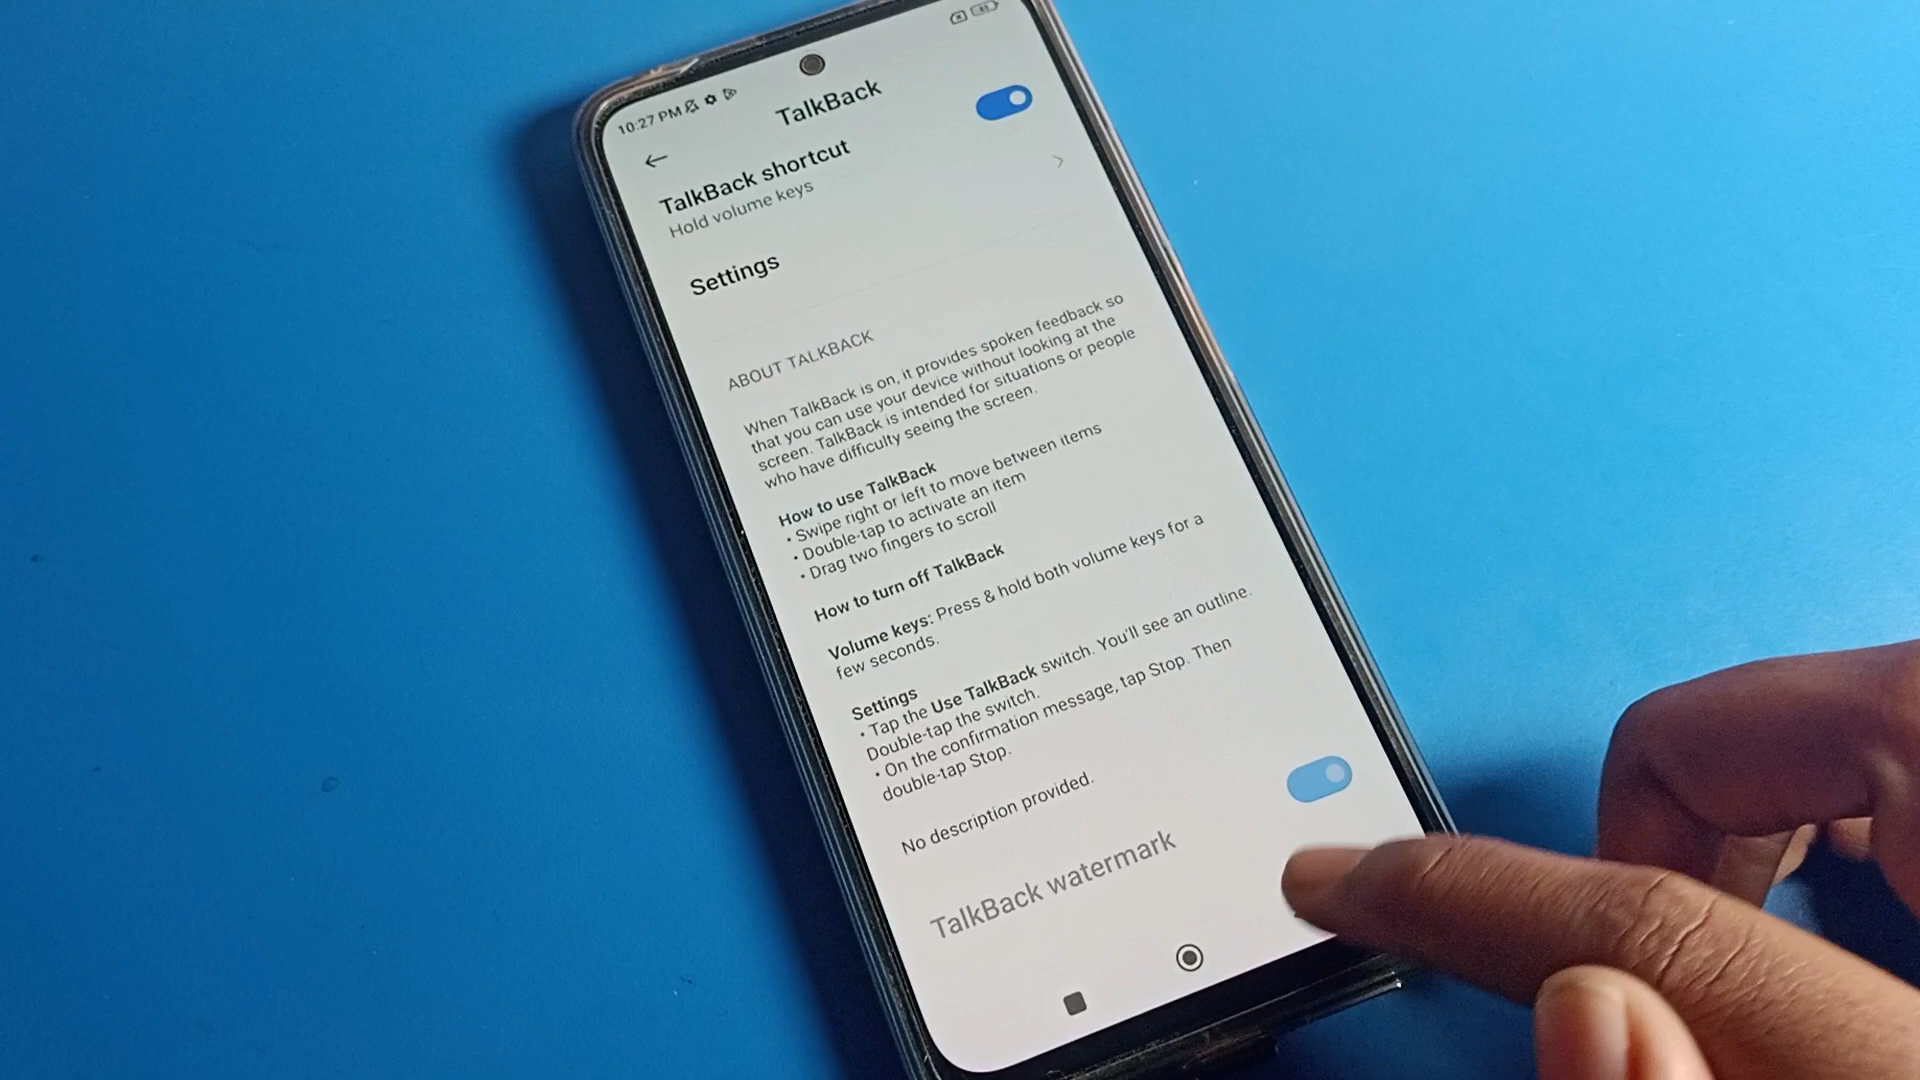 10:27 PM
TalkBack
TalkBack shortcut
Hold volume keys
Settings
ABOUT TALKBACK
When TalkBack is on, it provides spoken feedback so
that you can use your device without looking at the
screen. TalkBack is intended for situations or people
who have difficulty seeing the screen.
How to use TalkBack
• Swipe right or left to move between items
• Double-tap to activate an item
• Drag two fingers to scroll
How to turn off TalkBack
Volume keys: Press & hold both volume keys for a
few seconds.
Settings
• Tap the Use TalkBack switch. You'll see an outline.
Double-tap the switch.
• On the confirmation message, tap Stop. Then
double-tap Stop.
No description provided.
TalkBack watermark